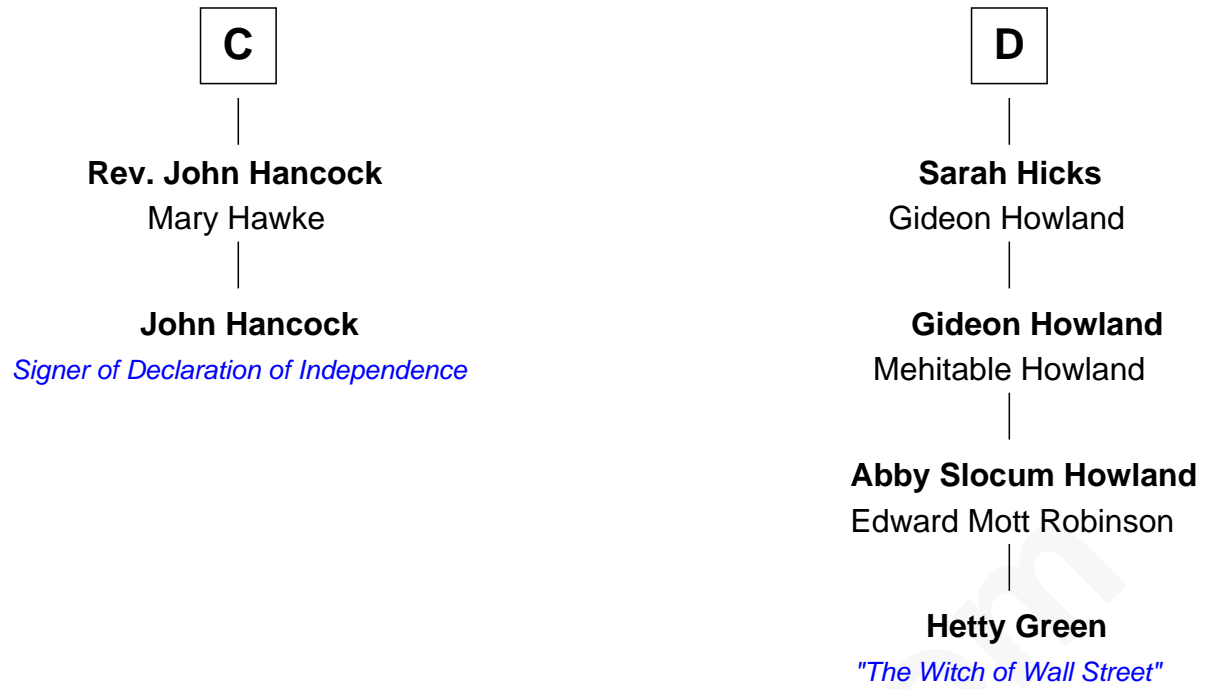 C
Rev. John Hancock
Mary Hawke
John Hancock
Signer of Declaration of Independence
D
Sarah Hicks
Gideon Howland
Gideon Howland
Mehitable Howland
Abby Slocum Howland
Edward Mott Robinson
Hetty Green
"The Witch of Wall Street"